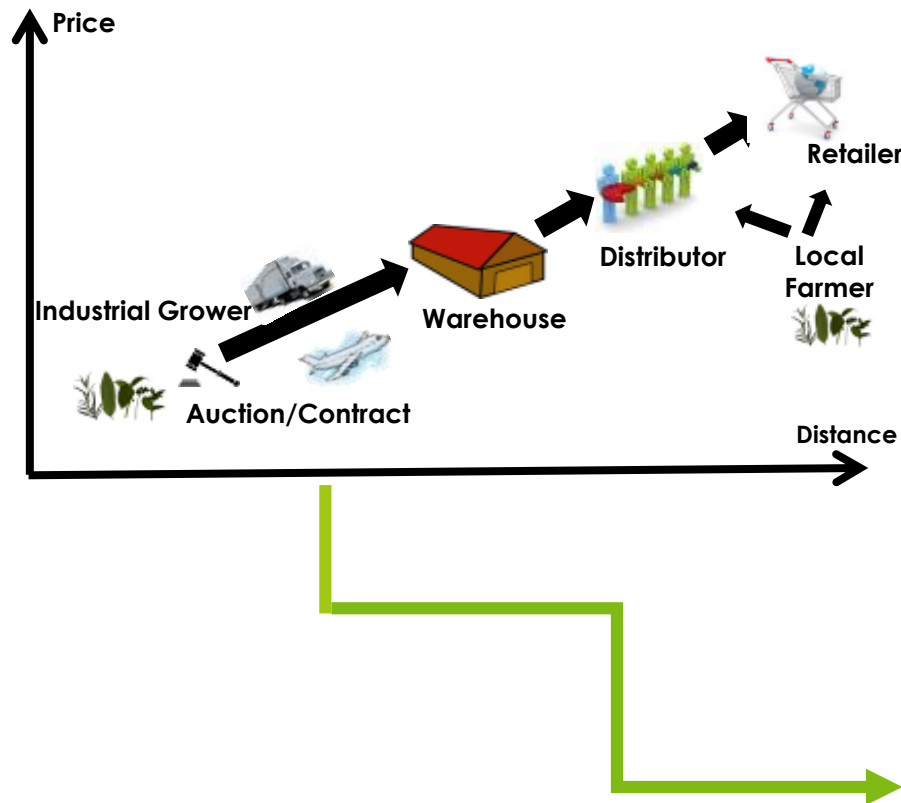 Price
Retailer
Distributor
Local
Farmer
Industrial Grower
Warehouse
Auction/Contract
Distance